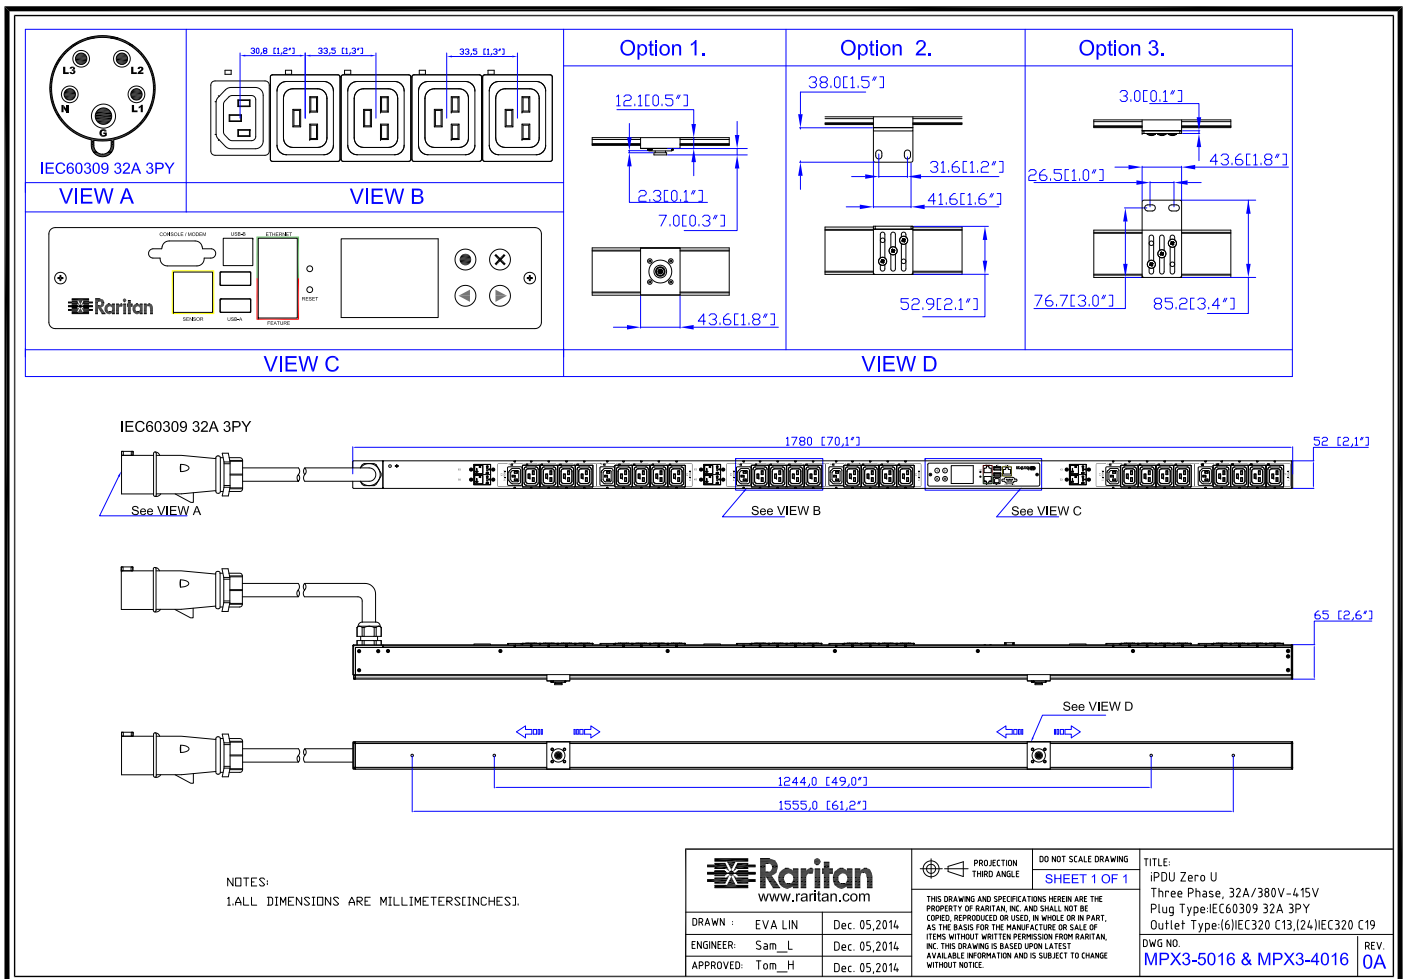 L3
L2
N
L1
G
IEC60309 32A 3PY
VIEW A
30,8 [1,2"]
33,5 [1,3"]
33,5 [1,3"]
VIEW B
CONSOLE / MODEM
USB-B
ETHERNET
Raritan
SENSOR
USB-A
FEATURE
RESET
VIEW C
Option 1.
12.1[0.5"]
2.3[0.1"]
7.0[0.3"]
43.6[1.8"]
Option 2.
38.0[1.5"]
31.6[1.2"]
41.6[1.6"]
52.9[2.1"]
Option 3.
3.0[0.1"]
43.6[1.8"]
26.5[1.0"]
76.7[3.0"]
85.2[3.4"]
VIEW D
IEC60309 32A 3PY
1780 [70,1"]
52 [2,1"]
See VIEW A
See VIEW B
See VIEW C
65 [2,6"]
See VIEW D
1244,0 [49,0"]
1555,0 [61,2"]
NOTES:
1.ALL DIMENSIONS ARE MILLIMETERS[INCHES].
Raritan
www.raritan.com
DRAWN : EVA LIN Dec. 05,2014
ENGINEER: Sam_L Dec. 05,2014
APPROVED: Tom_H Dec. 05,2014
PROJECTION
THIRD ANGLE
DO NOT SCALE DRAWING
SHEET 1 OF 1
THIS DRAWING AND SPECIFICATIONS HEREIN ARE THE
PROPERTY OF RARITAN, INC. AND SHALL NOT BE
COPIED, REPRODUCED OR USED, IN WHOLE OR IN PART,
AS THE BASIS FOR THE MANUFACTURE OR SALE OF
ITEMS WITHOUT WRITTEN PERMISSION FROM RARITAN,
INC. THIS DRAWING IS BASED UPON LATEST
AVAILABLE INFORMATION AND IS SUBJECT TO CHANGE
WITHOUT NOTICE.
TITLE:
iPDU Zero U
Three Phase, 32A/380V-415V
Plug Type:IEC60309 32A 3PY
Outlet Type:(6)IEC320 C13,(24)IEC320 C19
DWG NO.
MPX3-5016 & MPX3-4016
REV.
0A